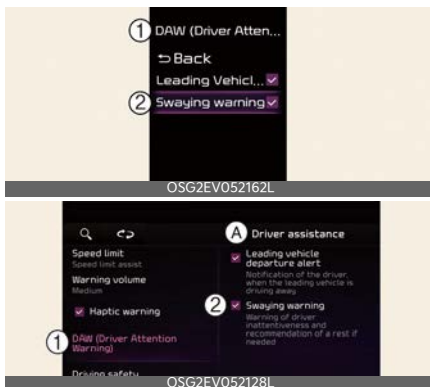 ① DAW (Driver Atten...
⮌ Back
Leading Vehicl...
② Swaying warning
OSG2EV052162L
Ⓐ Driver assistance
Speed limit
Speed limit assist
Warning volume
Medium
Haptic warning
① DAW (Driver Attention
Warning)
Driving safety
Leading vehicle
departure alert
Notification of the driver,
when the leading vehicle is
driving away
② Swaying warning
Warning of driver
inattentiveness and
recommendation of a rest if
needed
OSG2EV052128L